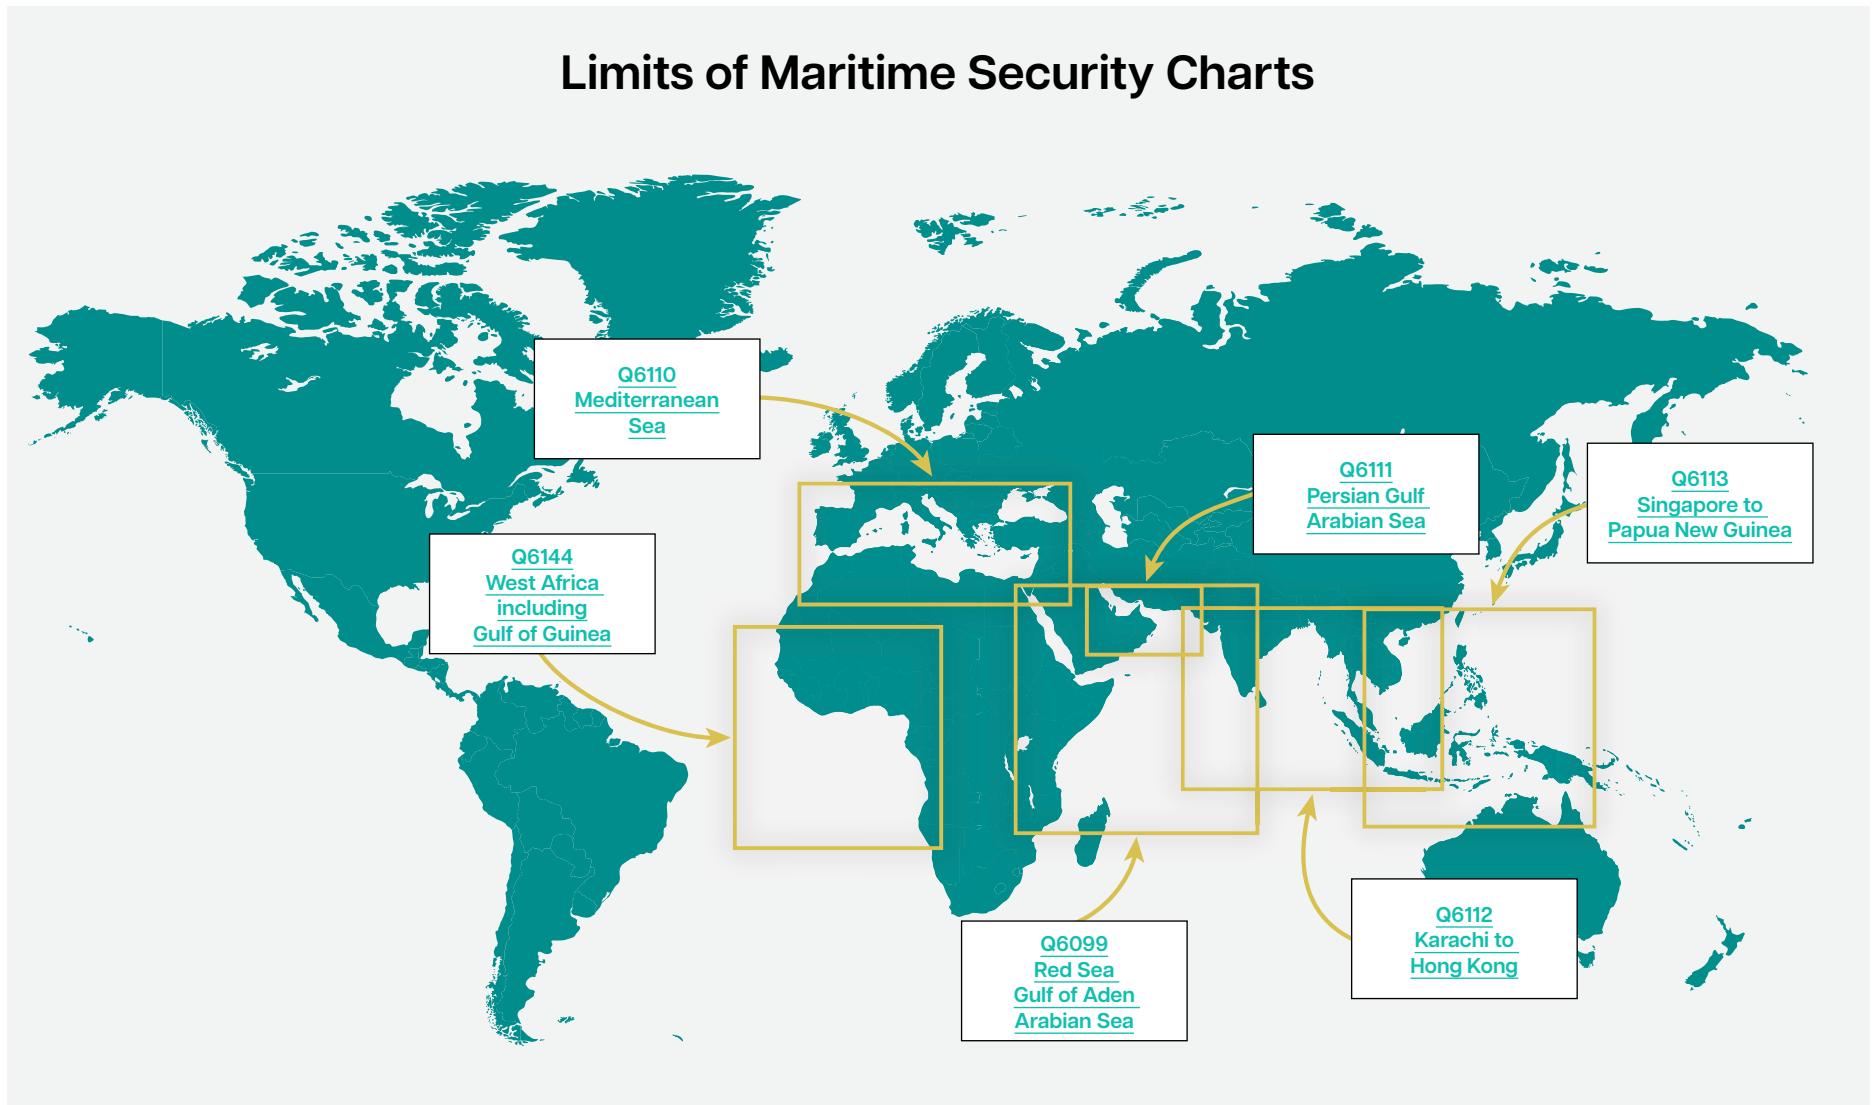 Limits of Maritime Security Charts
Q6110
Mediterranean
Sea
Q6111
Persian Gulf
Arabian Sea
Q6113
Singapore to
Papua New Guinea
Q6144
West Africa
including
Gulf of Guinea
Q6112
Karachi to
Hong Kong
Q6099
Red Sea
Gulf of Aden
Arabian Sea